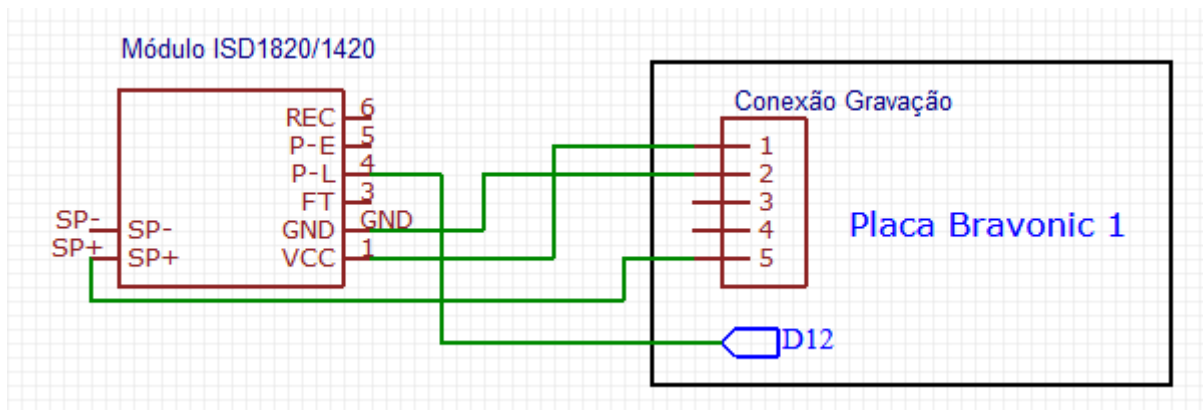 Módulo ISD1820/1420
REC 6
P-E 5
P-L 4
FT 3
SP- SP- GND GND
SP+ SP+ VCC 1
Conexão Gravação
1
2
3
4
5
Placa Bravonic 1
D12